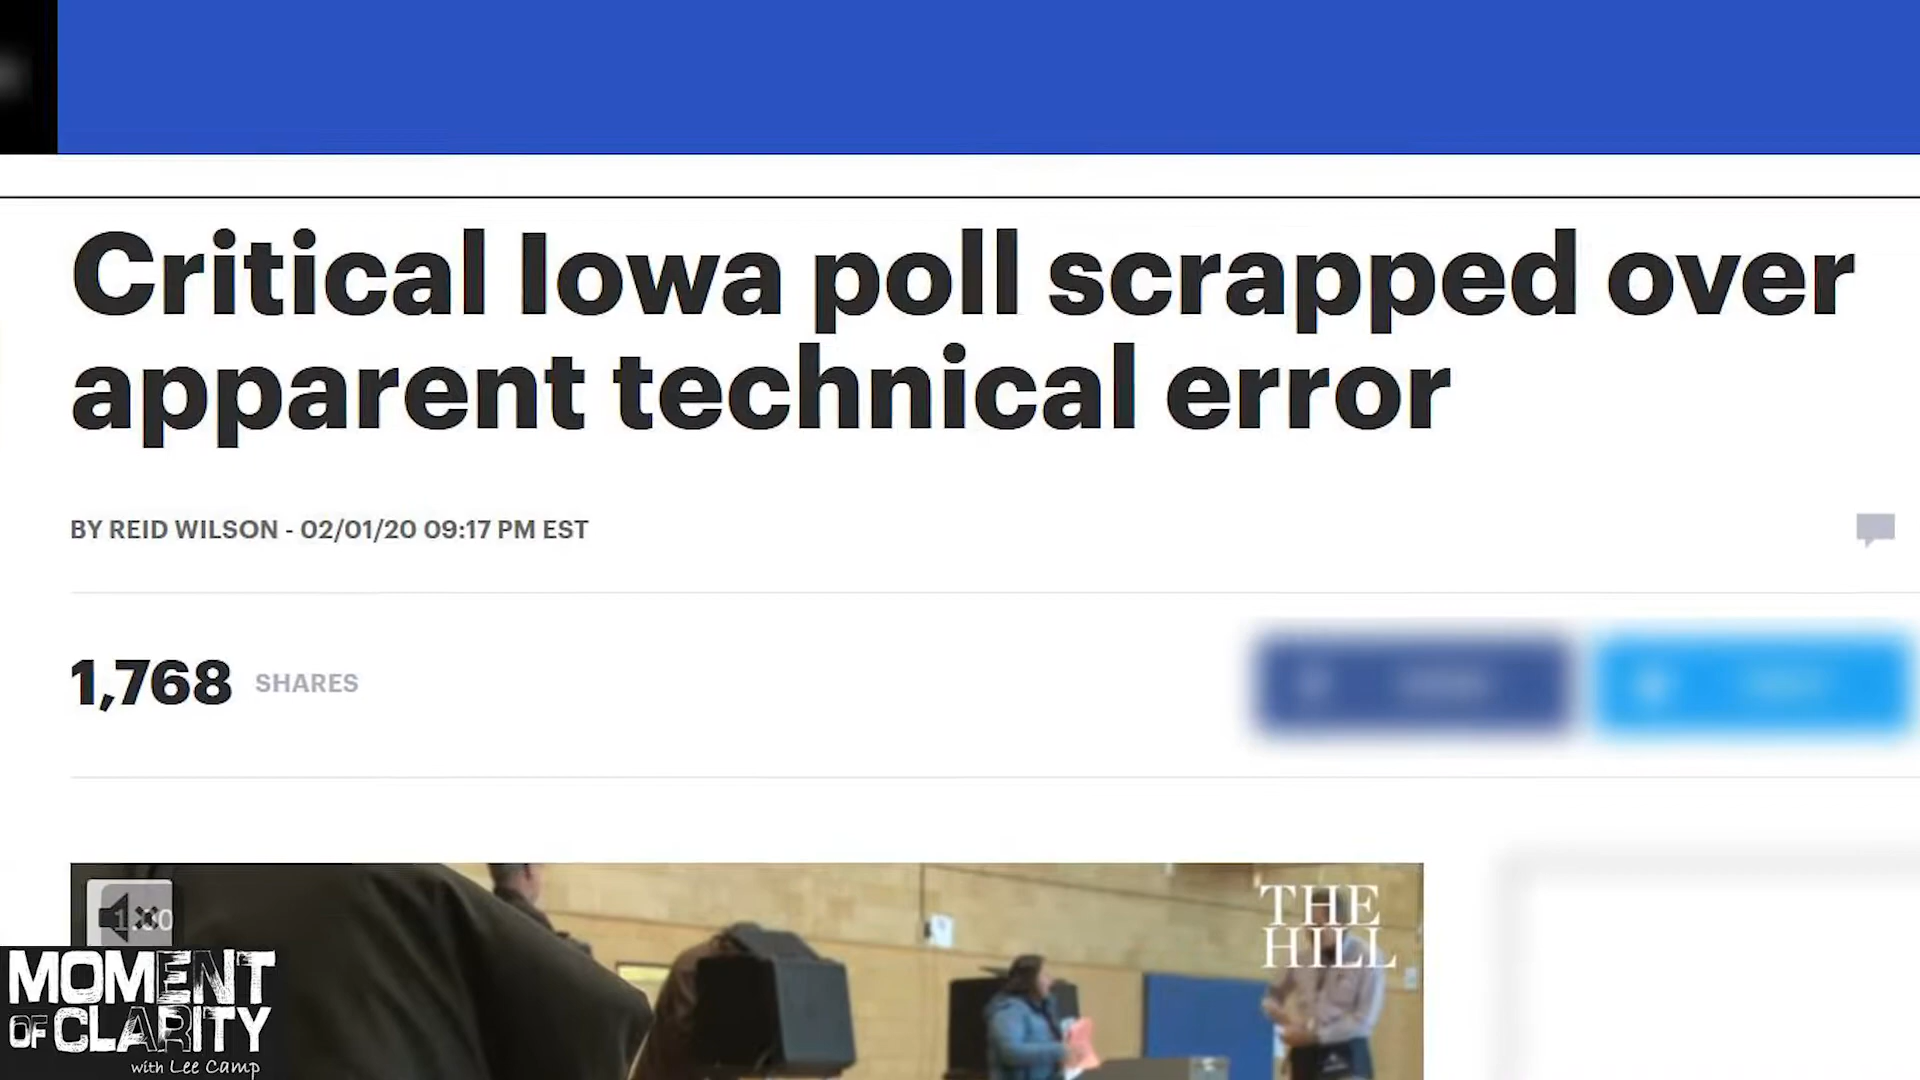 Critical Iowa poll scrapped over
apparent technical error
BY REID WILSON - 02/01/20 09:17 PM EST
1,768 SHARES
THE
HILL
MOMENT
OF CLARITY
with Lee Camp